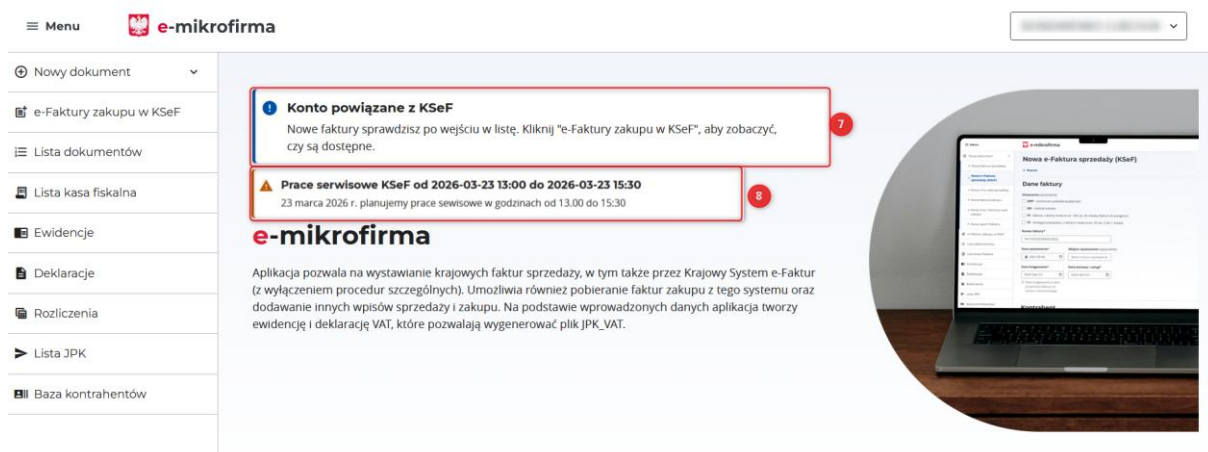 Menu
e-mikrofirma
Nowy dokument
e-Faktury zakupu w KSeF
Lista dokumentów
Lista kasa fiskalna
Ewidencje
Deklaracje
Rozliczenia
Lista JPK
Baza kontrahentów
Konto powiązane z KSeF
Nowe faktury sprawdzisz po wejściu w listę. Kliknij "e-Faktury zakupu w KSeF", aby zobaczyć,
czy są dostępne.
7
Prace serwisowe KSeF od 2026-03-23 13:00 do 2026-03-23 15:30
23 marca 2026 r. planujemy prace sewisowe w godzinach od 13.00 do 15:30
8
e-mikrofirma
Aplikacja pozwala na wystawianie krajowych faktur sprzedaży, w tym także przez Krajowy System e-Faktur
(z wyłączeniem procedur szczególnych). Umożliwia również pobieranie faktur zakupu z tego systemu oraz
dodawanie innych wpisów sprzedaży i zakupu. Na podstawie wprowadzonych danych aplikacja tworzy
ewidencję i deklarację VAT, które pozwalają wygenerować plik JPK_VAT.
e-mikrofirma
Nowa e-Faktura sprzedaży (KSeF)
Dane faktury
Kontrahent